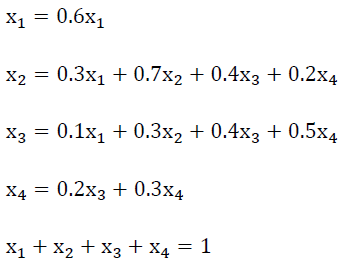 x₁ = 0.6x₁
x₂ = 0.3x₁ + 0.7x₂ + 0.4x₃ + 0.2x₄
x₃ = 0.1x₁ + 0.3x₂ + 0.4x₃ + 0.5x₄
x₄ = 0.2x₃ + 0.3x₄
x₁ + x₂ + x₃ + x₄ = 1